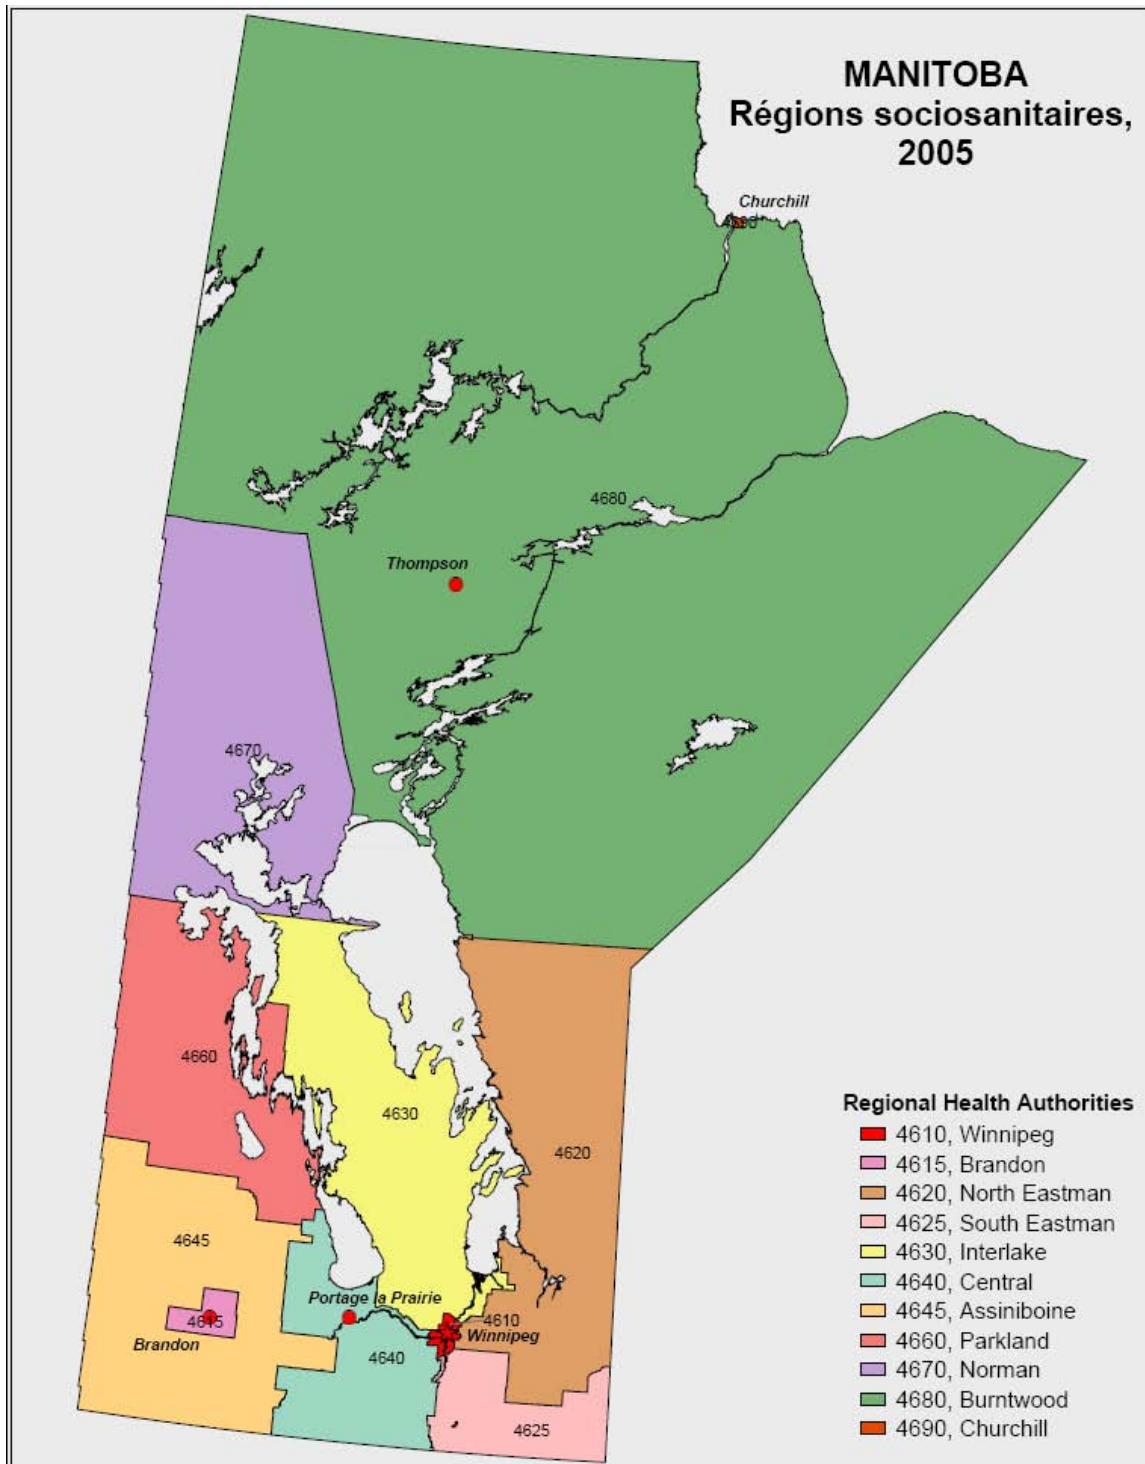 MANITOBA
Régions sociosanitaires,
2005
Churchill
4690
4680
Thompson
4670
4660
4630
4620
4645
Portage la Prairie
4615
4610
Winnipeg
Brandon
4640
4625
Regional Health Authorities
4610, Winnipeg
4615, Brandon
4620, North Eastman
4625, South Eastman
4630, Interlake
4640, Central
4645, Assiniboine
4660, Parkland
4670, Norman
4680, Burntwood
4690, Churchill